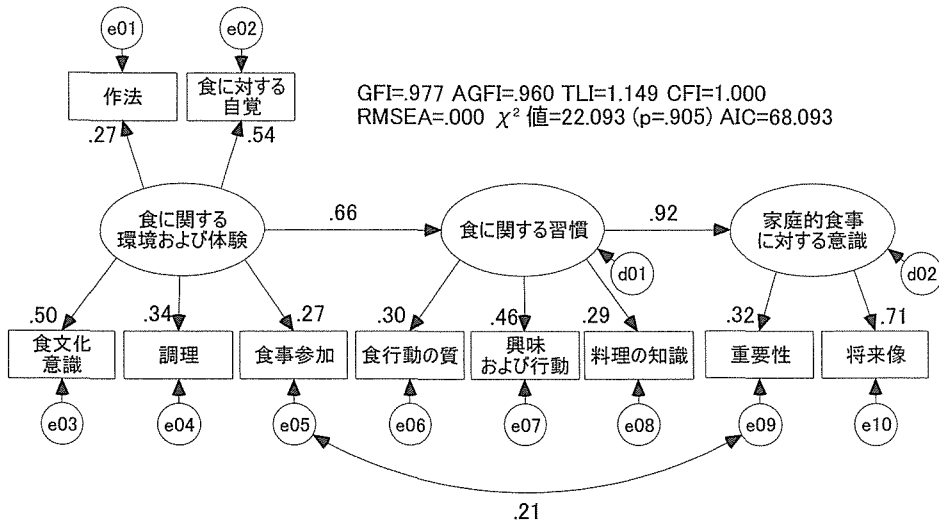 e01
e02
作法
食に対する
自覚
GFI=.977 AGFI=.960 TLI=1.149 CFI=1.000
RMSEA=.000 χ² 値=22.093 (p=.905) AIC=68.093
.27
.54
食に関する
環境および体験
.66
食に関する習慣
.92
家庭的食事
に対する意識
d01
d02
.50
.34
.27
.30
.46
.29
.32
.71
食文化
意識
調理
食事参加
食行動の質
興味
および行動
料理の知識
重要性
将来像
e03
e04
e05
e06
e07
e08
e09
e10
.21